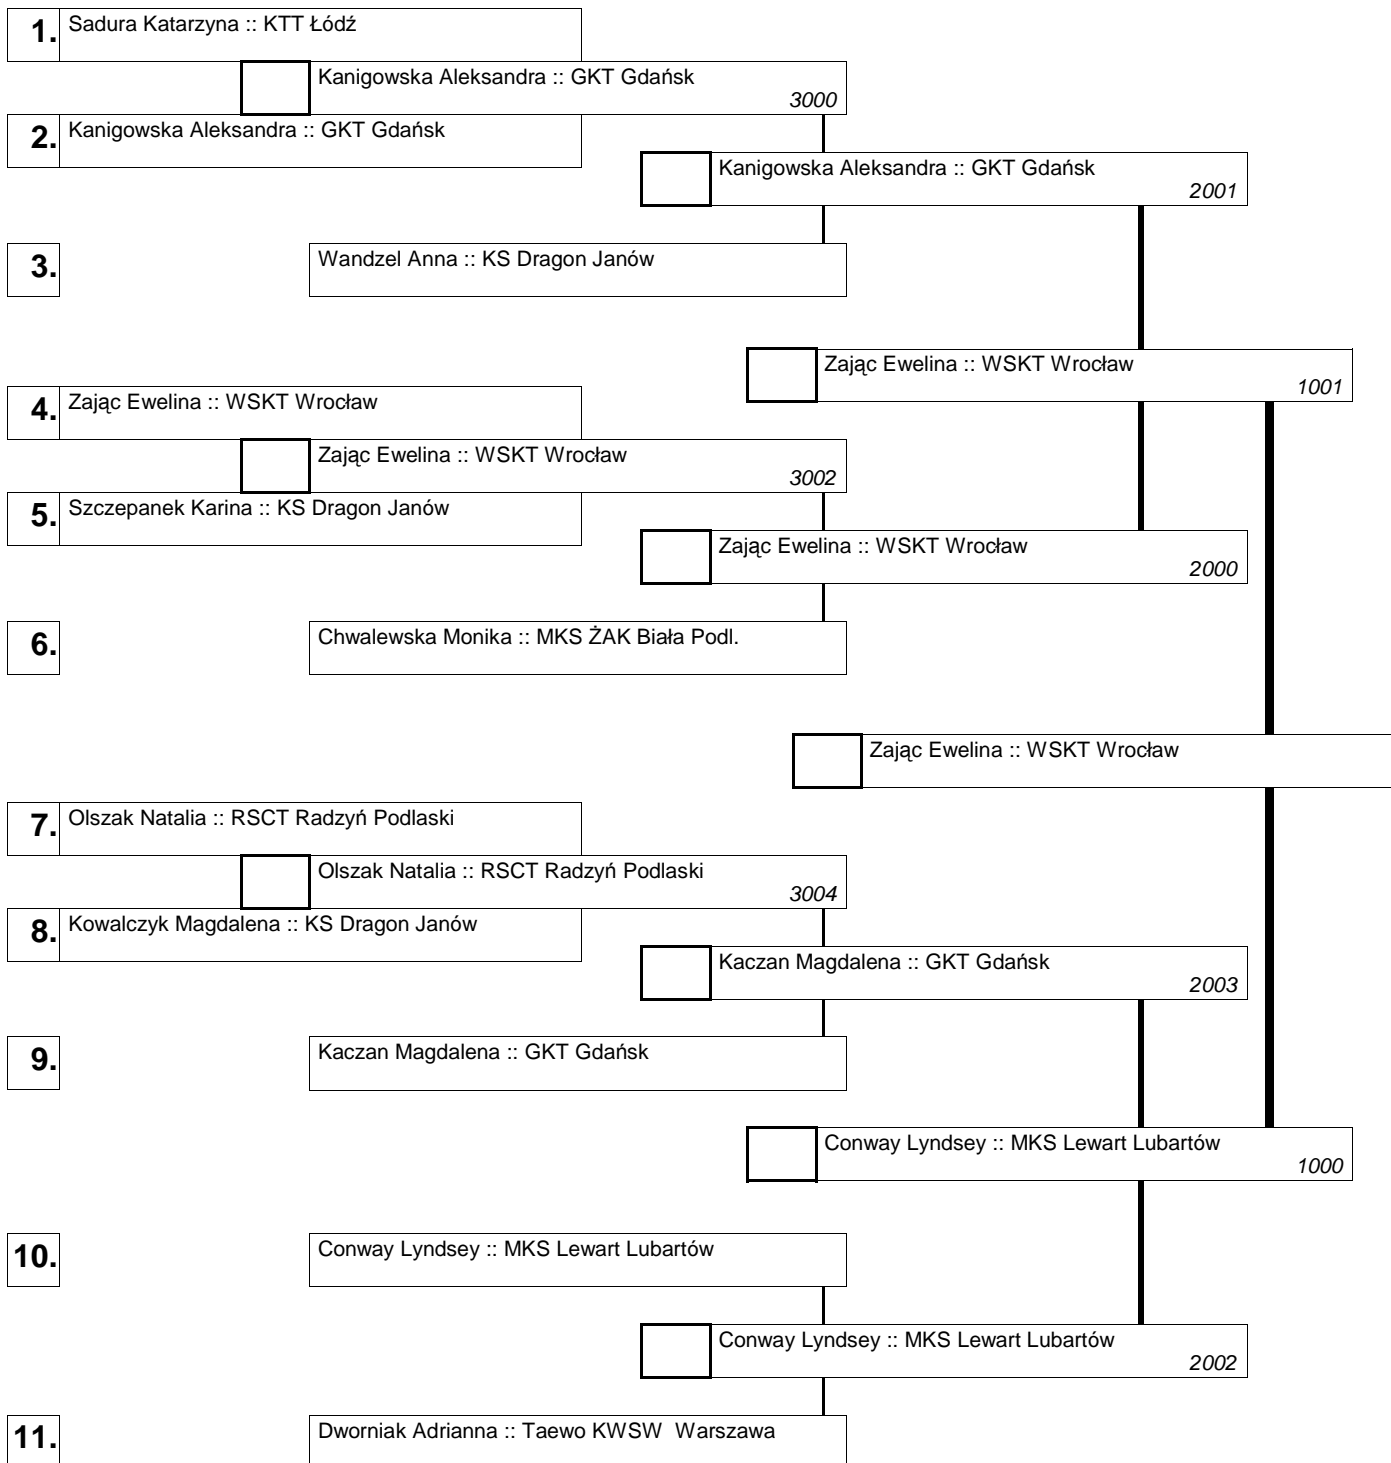 1. Sadura Katarzyna :: KTT Łódź
Kanigowska Aleksandra :: GKT Gdańsk
3000
2. Kanigowska Aleksandra :: GKT Gdańsk
Kanigowska Aleksandra :: GKT Gdańsk
2001
3. Wandzel Anna :: KS Dragon Janów
Zając Ewelina :: WSKT Wrocław
1001
4. Zając Ewelina :: WSKT Wrocław
Zając Ewelina :: WSKT Wrocław
3002
5. Szczepanek Karina :: KS Dragon Janów
Zając Ewelina :: WSKT Wrocław
2000
6. Chwalewska Monika :: MKS ŻAK Biała Podl.
Zając Ewelina :: WSKT Wrocław
7. Olszak Natalia :: RSCT Radzyń Podlaski
Olszak Natalia :: RSCT Radzyń Podlaski
3004
8. Kowalczyk Magdalena :: KS Dragon Janów
Kaczan Magdalena :: GKT Gdańsk
2003
9. Kaczan Magdalena :: GKT Gdańsk
Conway Lyndsey :: MKS Lewart Lubartów
1000
10. Conway Lyndsey :: MKS Lewart Lubartów
Conway Lyndsey :: MKS Lewart Lubartów
2002
11. Dworniak Adrianna :: Taewo KWSW  Warszawa